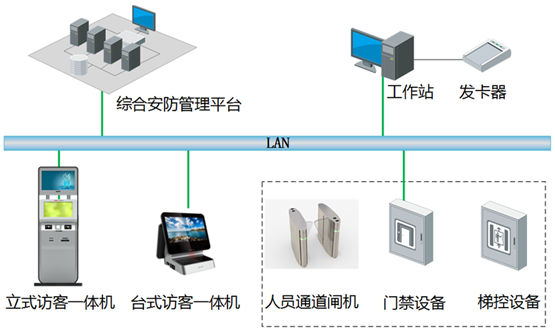 综合安防管理平台
工作站
发卡器
LAN
立式访客一体机
台式访客一体机
人员通道闸机
门禁设备
梯控设备